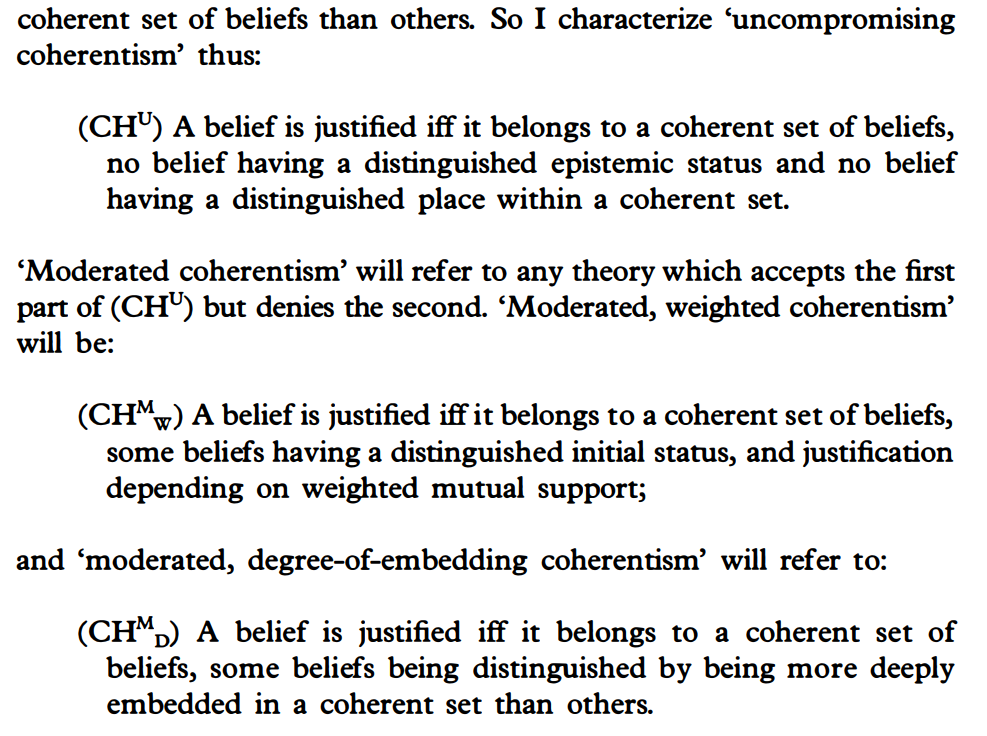 coherent set of beliefs than others. So I characterize ‘uncompromising
coherentism’ thus:
(CHᵁ) A belief is justified iff it belongs to a coherent set of beliefs,
no belief having a distinguished epistemic status and no belief
having a distinguished place within a coherent set.
‘Moderated coherentism’ will refer to any theory which accepts the first
part of (CHᵁ) but denies the second. ‘Moderated, weighted coherentism’
will be:
(CHᴹ_W) A belief is justified iff it belongs to a coherent set of beliefs,
some beliefs having a distinguished initial status, and justification
depending on weighted mutual support;
and ‘moderated, degree-of-embedding coherentism’ will refer to:
(CHᴹ_D) A belief is justified iff it belongs to a coherent set of
beliefs, some beliefs being distinguished by being more deeply
embedded in a coherent set than others.